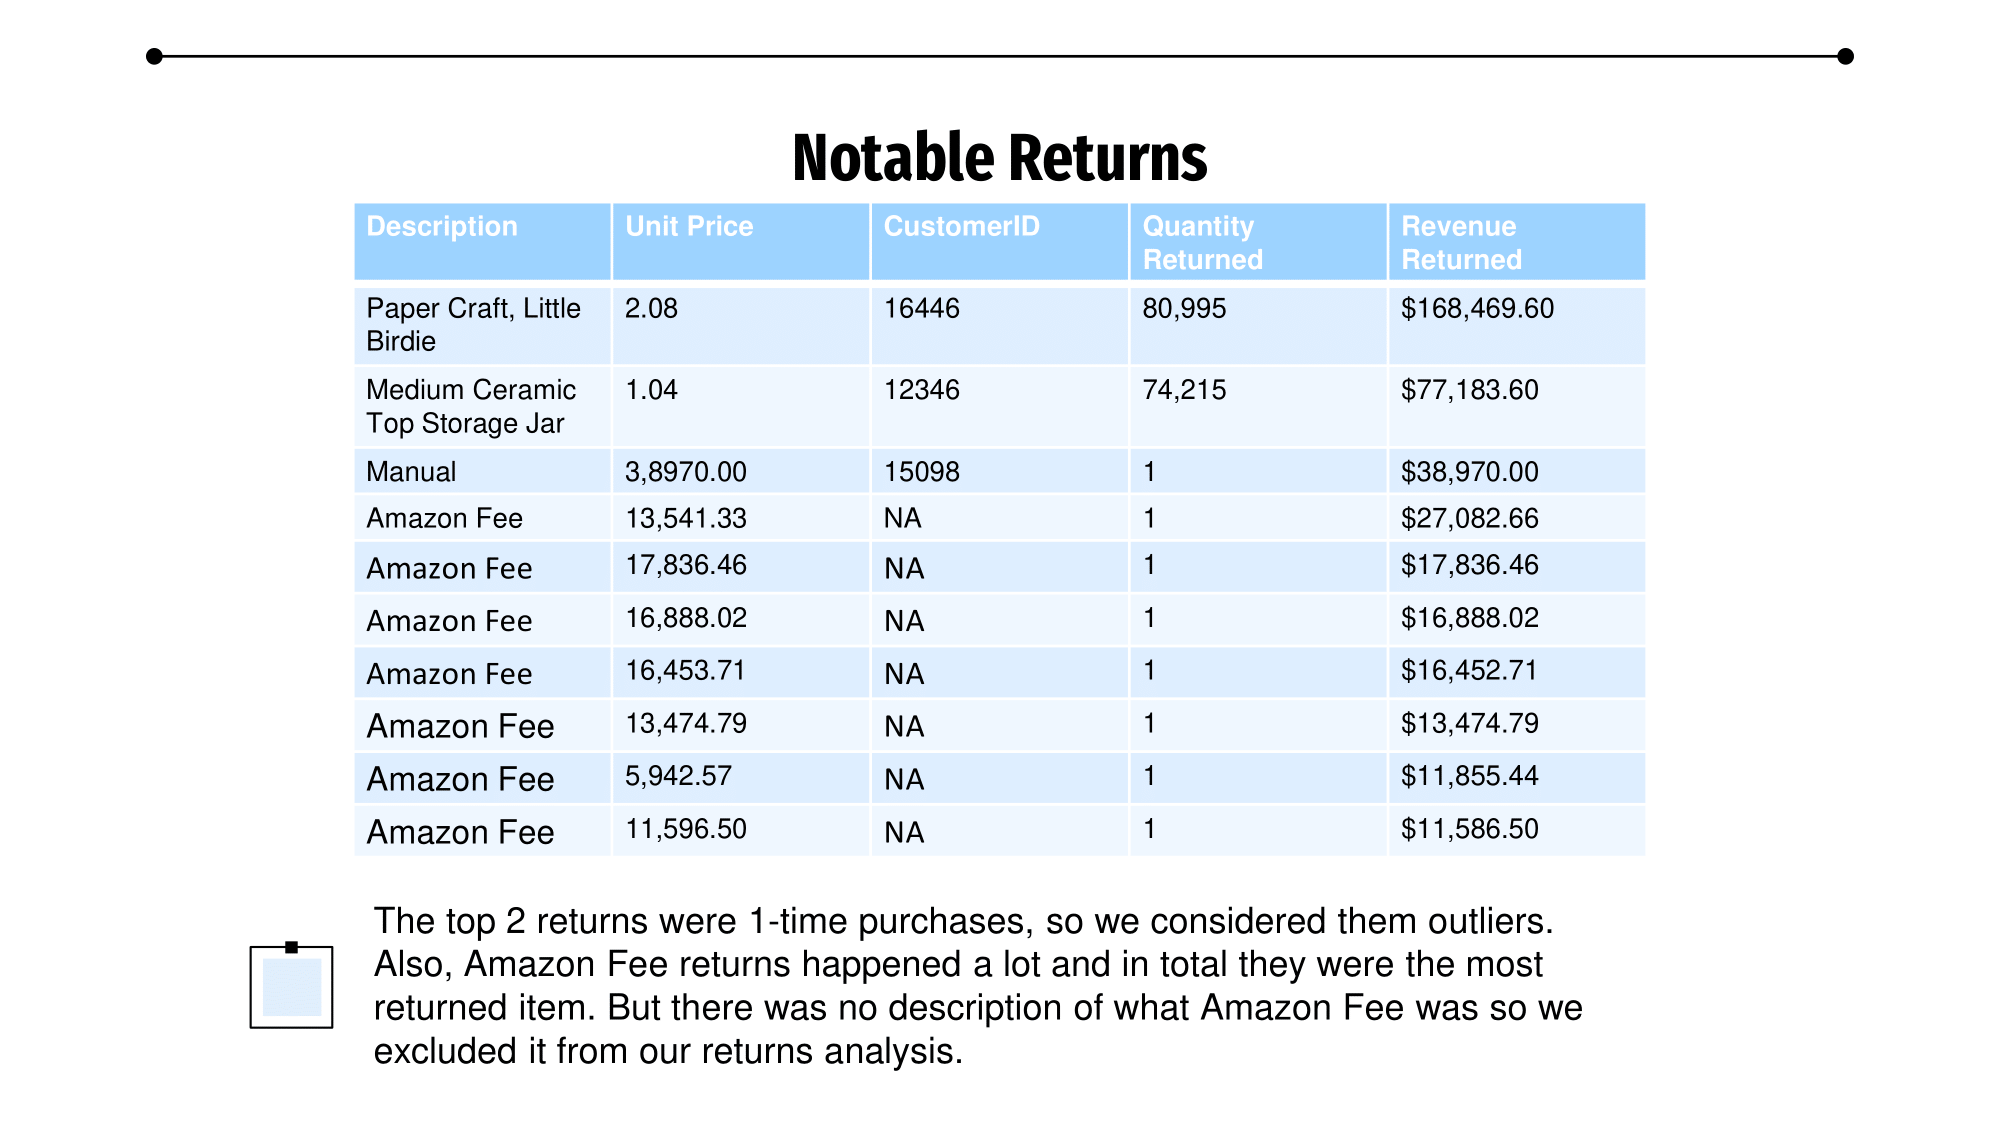 Notable Returns
Description Unit Price CustomerID Quantity Returned Revenue Returned
Paper Craft, Little Birdie 2.08 16446 80,995 $168,469.60
Medium Ceramic Top Storage Jar 1.04 12346 74,215 $77,183.60
Manual 3,8970.00 15098 1 $38,970.00
Amazon Fee 13,541.33 NA 1 $27,082.66
Amazon Fee 17,836.46 NA 1 $17,836.46
Amazon Fee 16,888.02 NA 1 $16,888.02
Amazon Fee 16,453.71 NA 1 $16,452.71
Amazon Fee 13,474.79 NA 1 $13,474.79
Amazon Fee 5,942.57 NA 1 $11,855.44
Amazon Fee 11,596.50 NA 1 $11,586.50
The top 2 returns were 1-time purchases, so we considered them outliers.
Also, Amazon Fee returns happened a lot and in total they were the most
returned item. But there was no description of what Amazon Fee was so we
excluded it from our returns analysis.